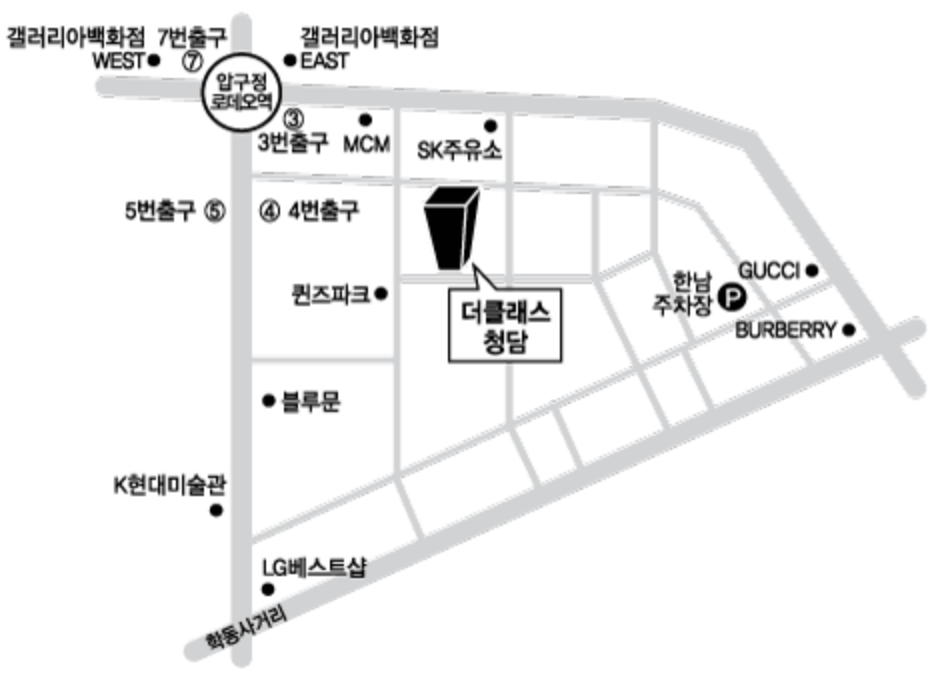 갤러리아백화점 7번출구
WEST
⑦
갤러리아백화점
EAST
압구정
로데오역
③
3번출구
MCM
SK주유소
5번출구 ⑤
④ 4번출구
퀸즈파크
더클래스
청담
한남
주차장
P
GUCCI
BURBERRY
블루문
K현대미술관
LG베스트샵
학동사거리